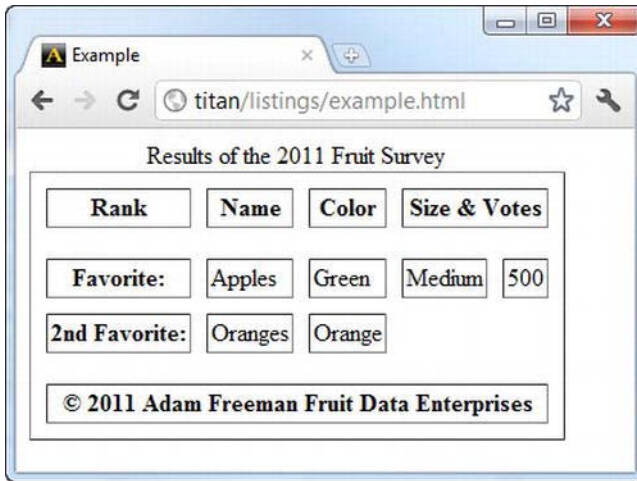 A Example
titan/listings/example.html
Results of the 2011 Fruit Survey
Rank Name Color Size & Votes
Favorite: Apples Green Medium 500
2nd Favorite: Oranges Orange
© 2011 Adam Freeman Fruit Data Enterprises